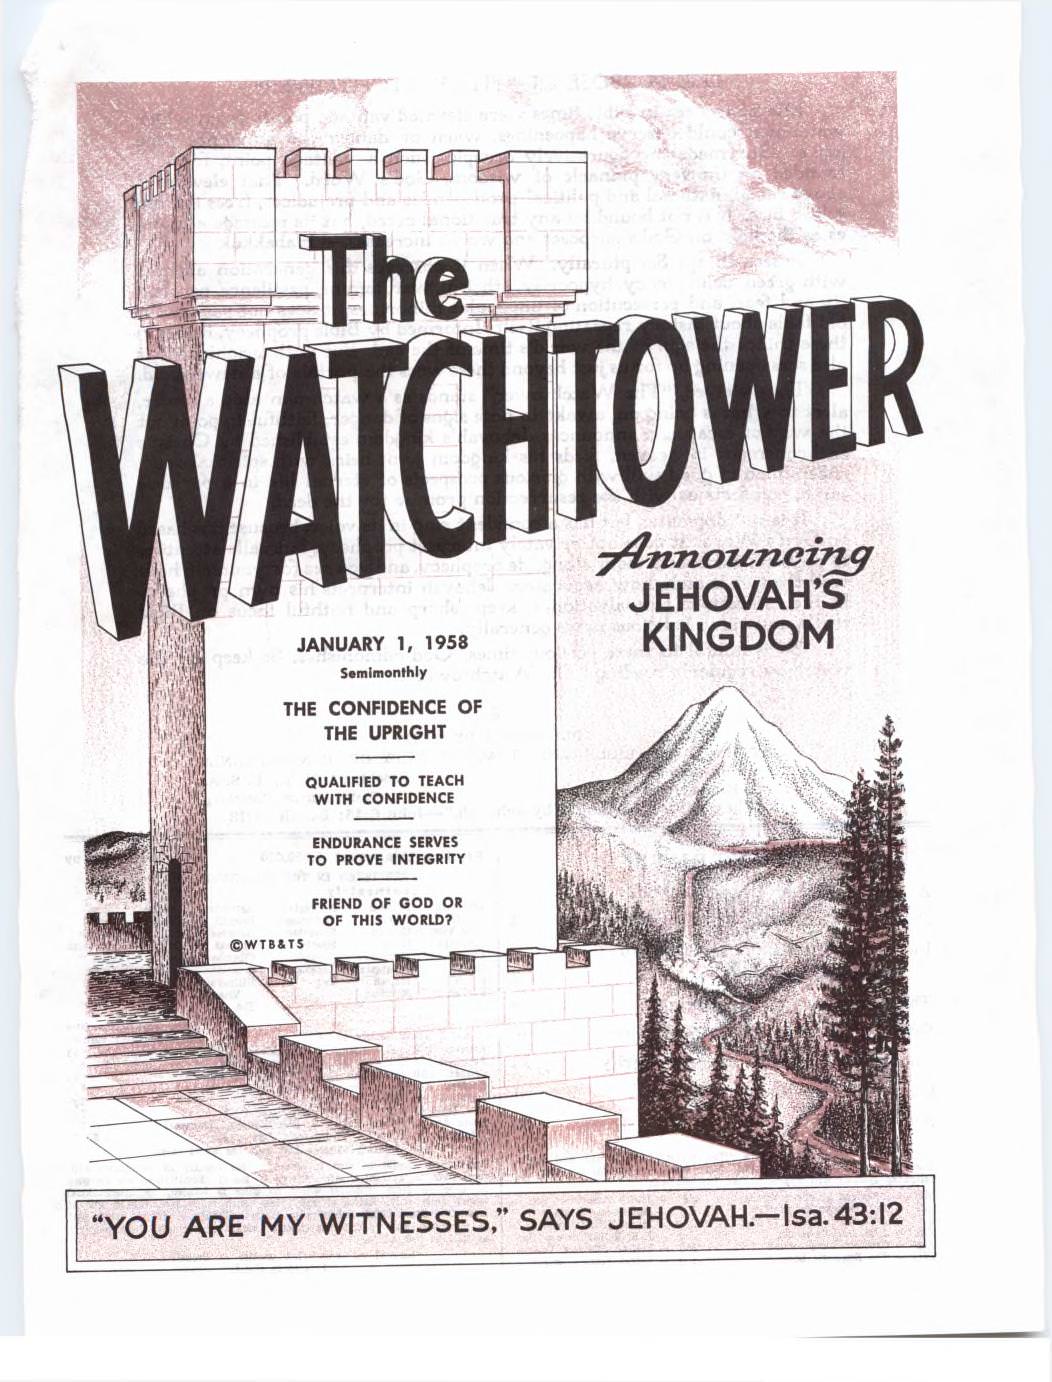 The
WATCHTOWER
Announcing
JEHOVAH'S
KINGDOM
JANUARY 1, 1958
Semimonthly
THE CONFIDENCE OF
THE UPRIGHT
QUALIFIED TO TEACH
WITH CONFIDENCE
ENDURANCE SERVES
TO PROVE INTEGRITY
FRIEND OF GOD OR
OF THIS WORLD?
©WTB&TS
“YOU ARE MY WITNESSES,” SAYS JEHOVAH.—Isa. 43:12